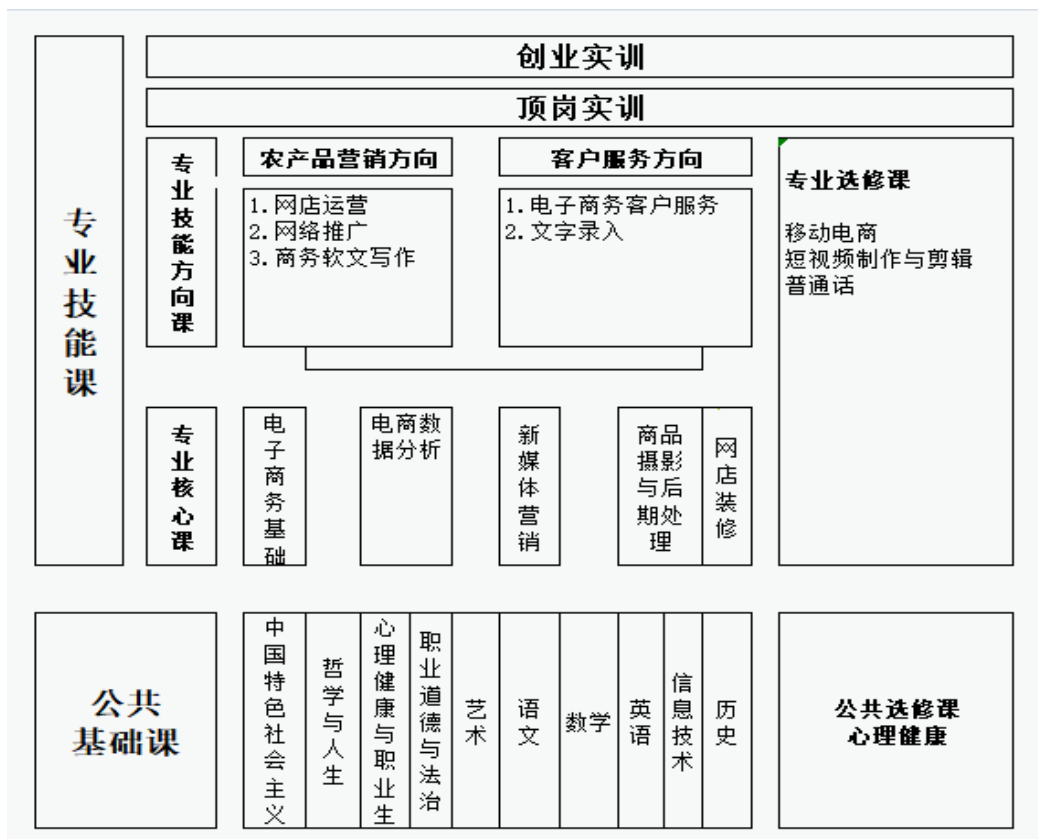 专业技能课
创业实训
顶岗实训
专业技能方向课
农产品营销方向
1.网店运营
2.网络推广
3.商务软文写作
客户服务方向
1.电子商务客户服务
2.文字录入
专业选修课
移动电商
短视频制作与剪辑
普通话
专业核心课
电子商务基础
电商数
据分析
新媒体营销
商品
摄影
与后
期处
理
网店装修
公共
基础课
中国特色社会主义
哲学与人生
心理健康与职业生
职业道德与法治
艺术
语文
数学
英语
信息技术
历史
公共选修课
心理健康